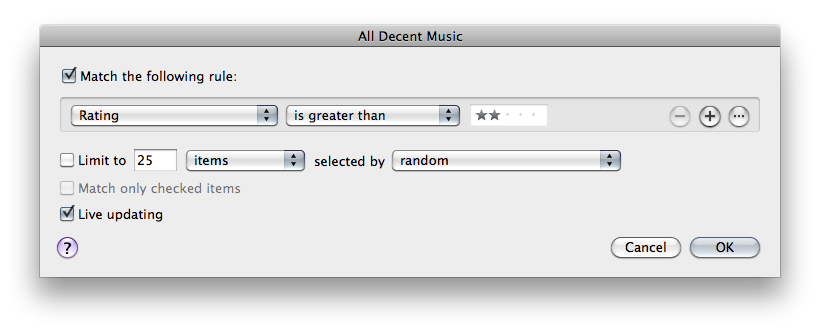 All Decent Music
Match the following rule:
Rating is greater than ★★
Limit to 25 items selected by random
Match only checked items
Live updating
? Cancel OK